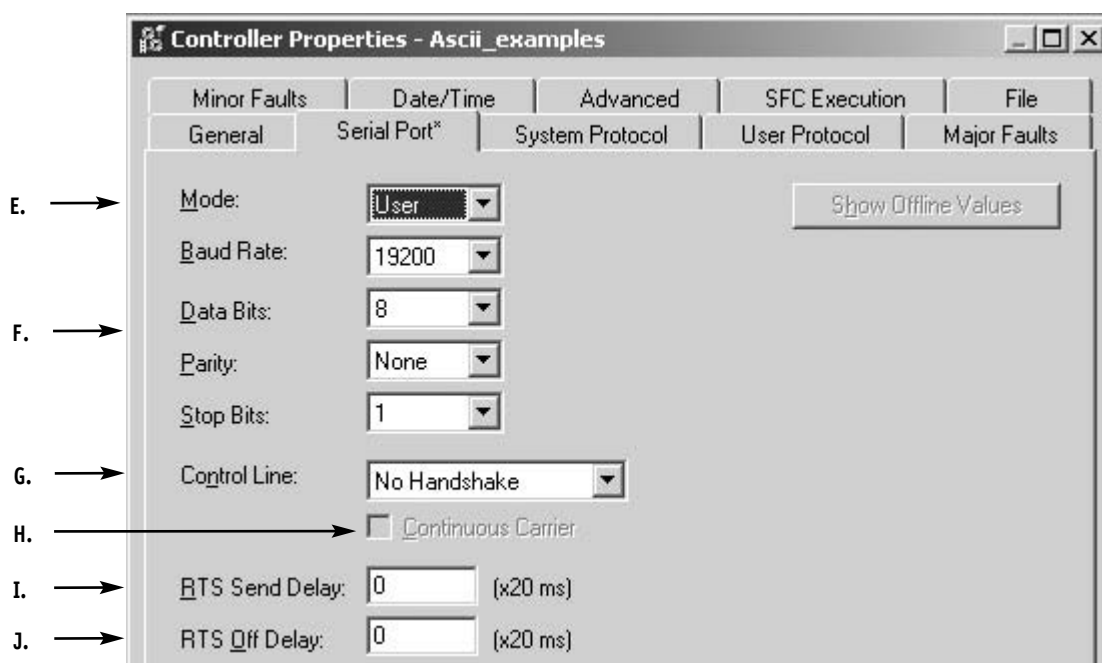 Controller Properties - Ascii_examples
Minor Faults Date/Time Advanced SFC Execution File
General Serial Port* System Protocol User Protocol Major Faults
E. Mode: User Show Offline Values
Baud Rate: 19200
F. Data Bits: 8
Parity: None
Stop Bits: 1
G. Control Line: No Handshake
H. Continuous Carrier
I. RTS Send Delay: 0 (x20 ms)
J. RTS Off Delay: 0 (x20 ms)